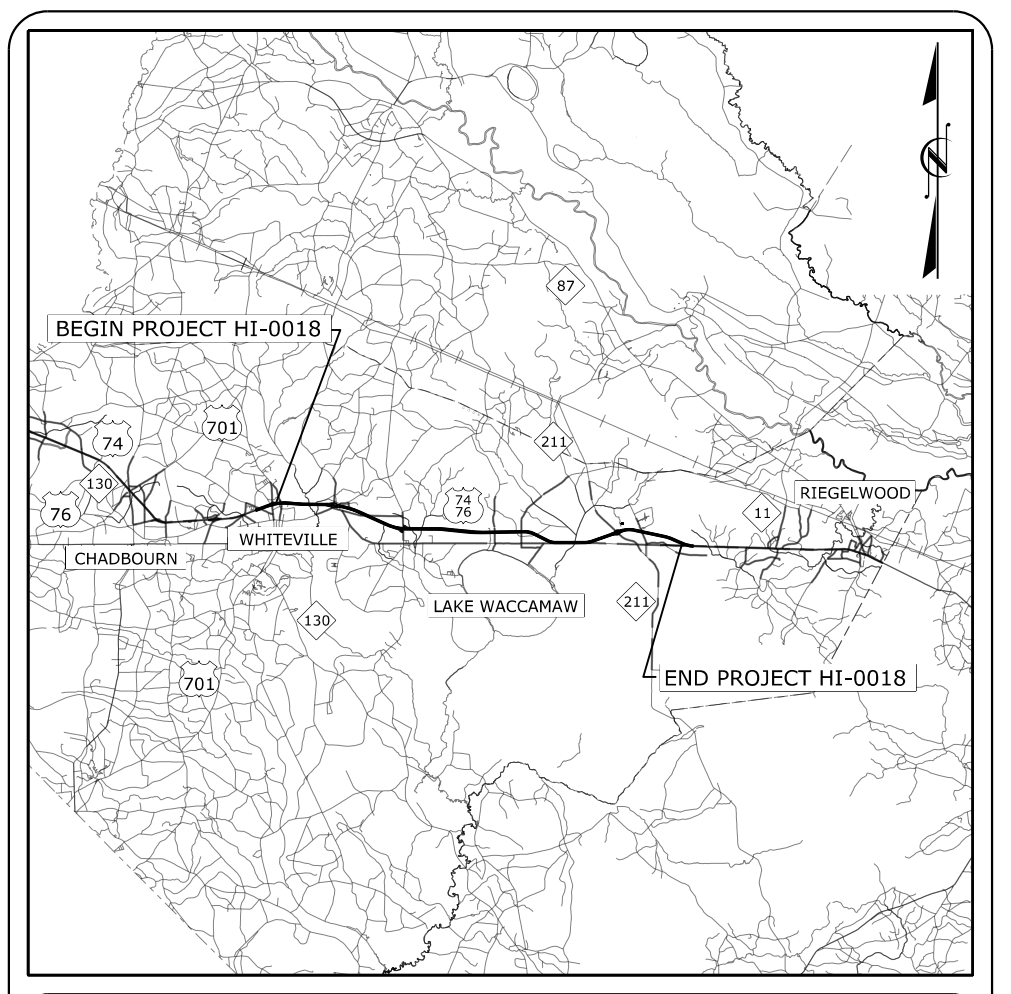 N
87
BEGIN PROJECT HI-0018
701
74
211
130
74
76
RIEGELWOOD
76
11
WHITEVILLE
CHADBOURN
LAKE WACCAMAW
211
130
END PROJECT HI-0018
701